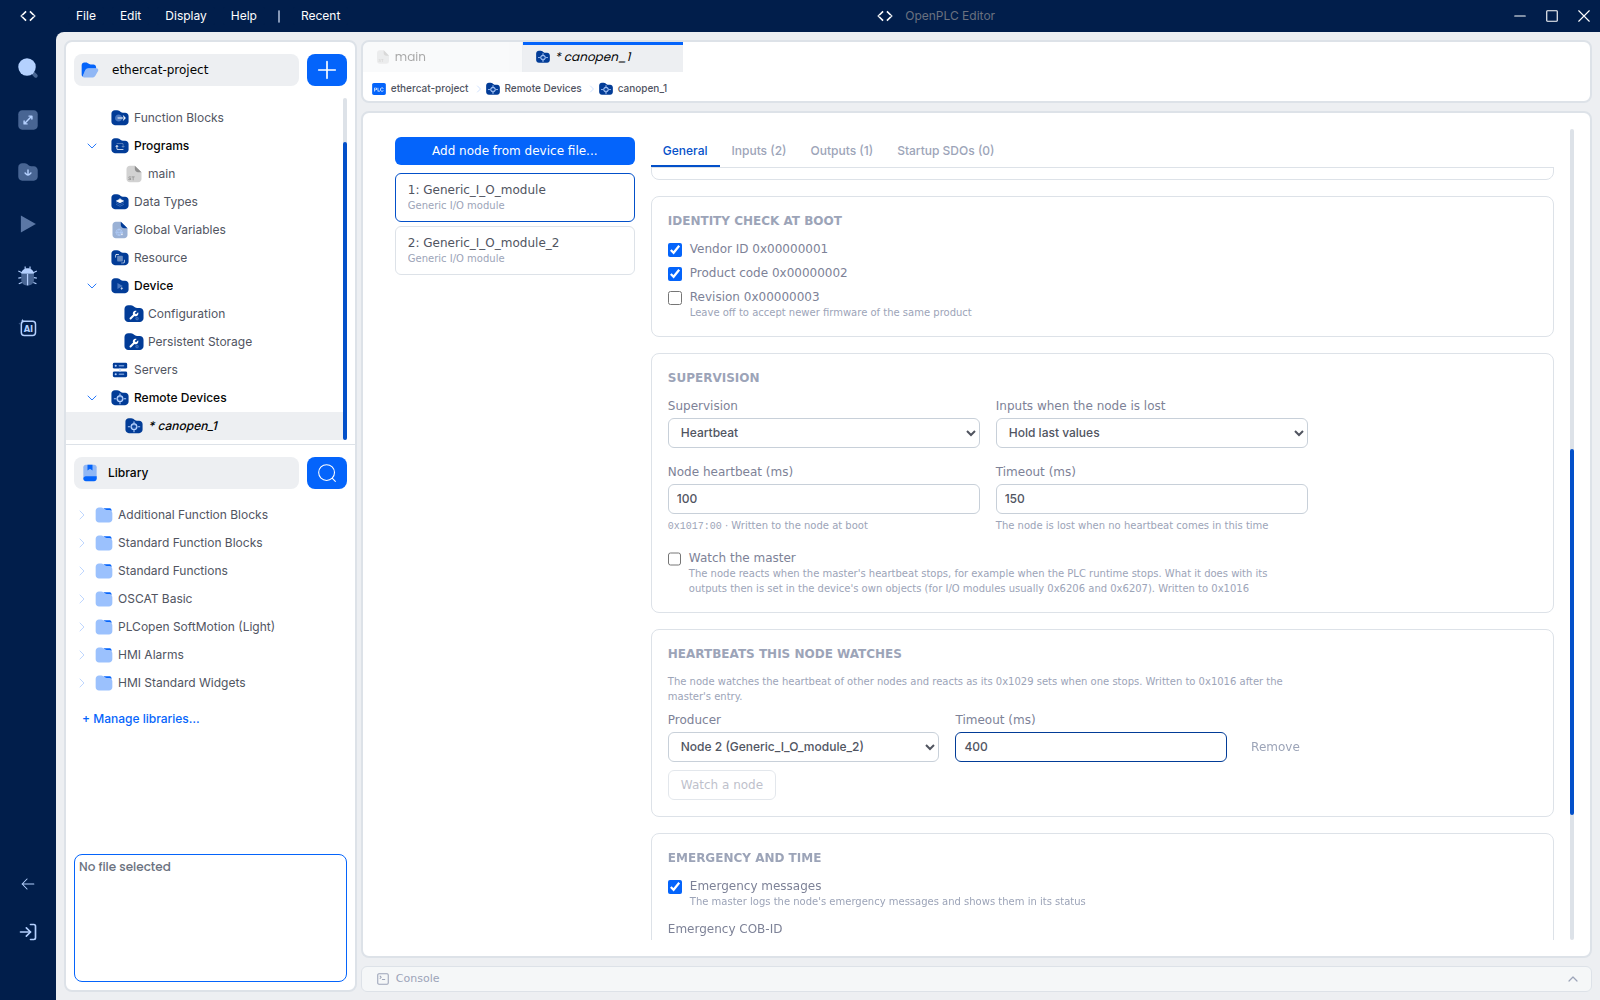 File Edit Display Help | Recent
OpenPLC Editor
ethercat-project
Function Blocks
Programs
main
Data Types
Global Variables
Resource
Device
Configuration
Persistent Storage
Servers
Remote Devices
* canopen_1
Library
Additional Function Blocks
Standard Function Blocks
Standard Functions
OSCAT Basic
PLCopen SoftMotion (Light)
HMI Alarms
HMI Standard Widgets
+ Manage libraries...
No file selected
AI
main
* canopen_1
PLC ethercat-project Remote Devices canopen_1
Add node from device file...
1: Generic_I_O_module
Generic I/O module
2: Generic_I_O_module_2
Generic I/O module
General Inputs (2) Outputs (1) Startup SDOs (0)
IDENTITY CHECK AT BOOT
Vendor ID 0x00000001
Product code 0x00000002
Revision 0x00000003
Leave off to accept newer firmware of the same product
SUPERVISION
Supervision Inputs when the node is lost
Heartbeat Hold last values
Node heartbeat (ms) Timeout (ms)
100 150
0x1017:00 · Written to the node at boot The node is lost when no heartbeat comes in this time
Watch the master
The node reacts when the master's heartbeat stops, for example when the PLC runtime stops. What it does with its
outputs then is set in the device's own objects (for I/O modules usually 0x6206 and 0x6207). Written to 0x1016
HEARTBEATS THIS NODE WATCHES
The node watches the heartbeat of other nodes and reacts as its 0x1029 sets when one stops. Written to 0x1016 after the
master's entry.
Producer Timeout (ms)
Node 2 (Generic_I_O_module_2) 400 Remove
Watch a node
EMERGENCY AND TIME
Emergency messages
The master logs the node's emergency messages and shows them in its status
Emergency COB-ID
Console